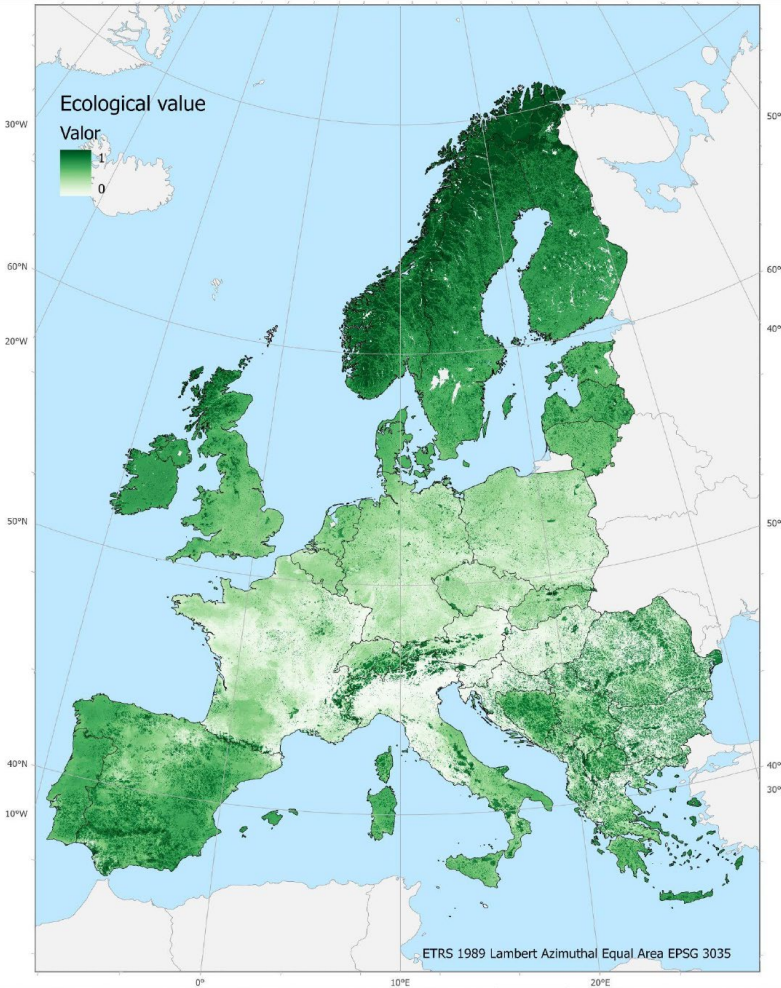 Ecological value
Valor
1
0
30°W
60°N
20°W
50°N
40°N
10°W
50°
60°
40°
50°
40°
30°
ETRS 1989 Lambert Azimuthal Equal Area EPSG 3035
0°
10°E
20°E